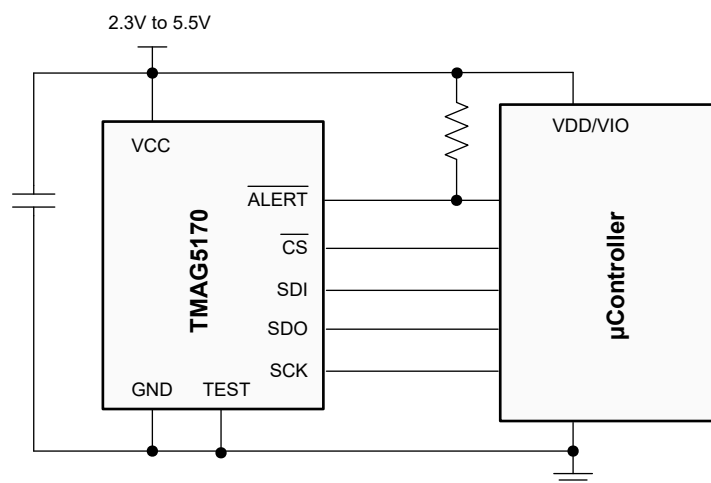 2.3V to 5.5V
VCC
VDD/VIO
ALERT
CS
SDI
SDO
SCK
GND TEST
TMAG5170
µController